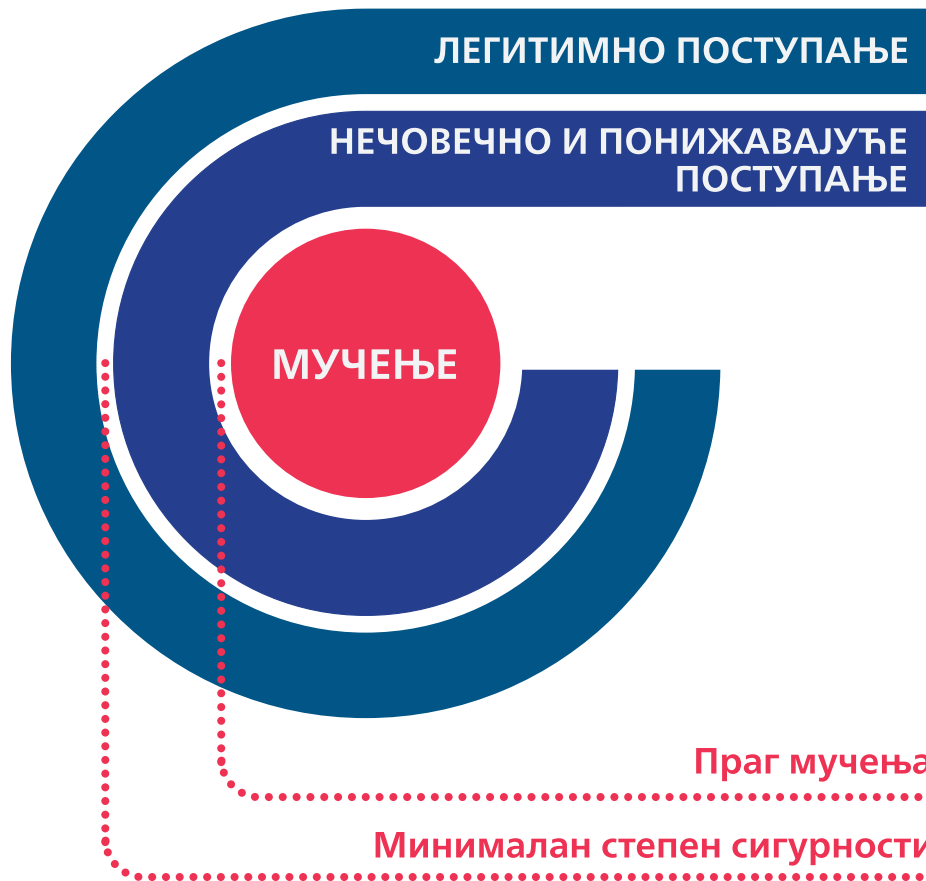 ЛЕГИТИМНО ПОСТУПАЊЕ
НЕЧОВЕЧНО И ПОНИЖАВАЈУЋЕ
ПОСТУПАЊЕ
МУЧЕЊЕ
Праг мучења
Минималан степен сигурности